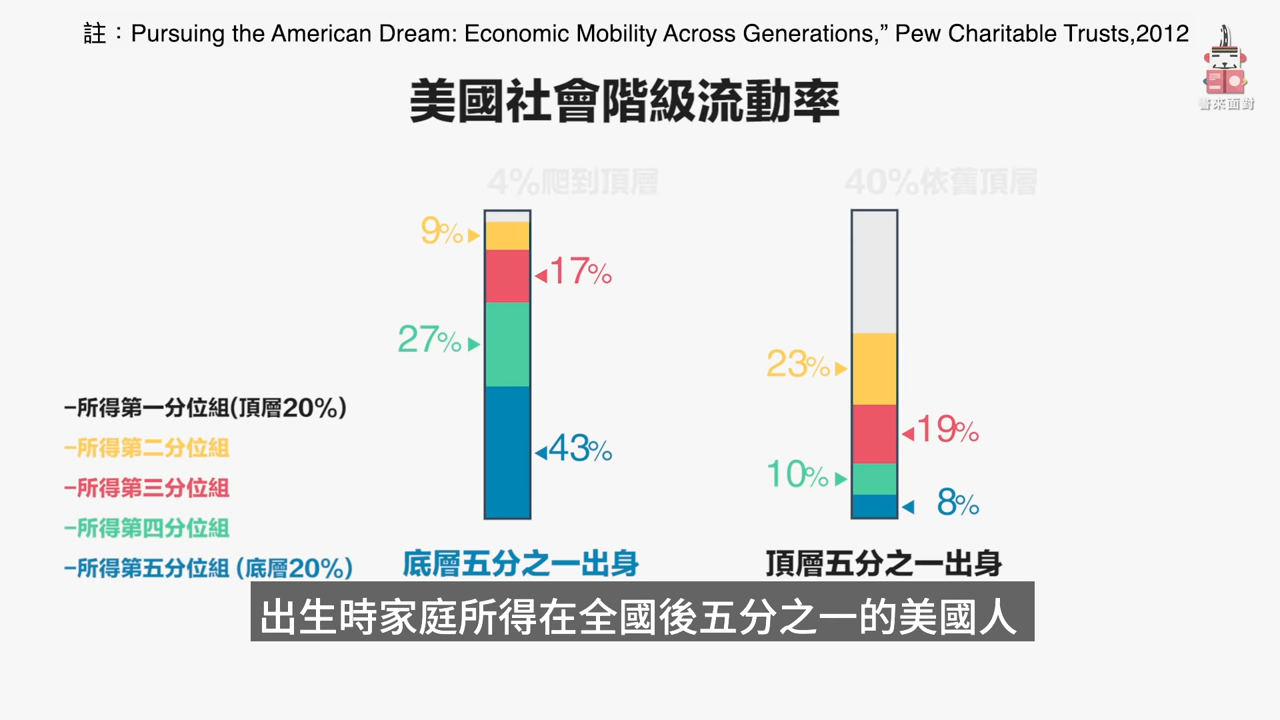 註：Pursuing the American Dream: Economic Mobility Across Generations,” Pew Charitable Trusts,2012
書來面對
美國社會階級流動率
4%爬到頂層
40%依舊頂層
9%
17%
27%
43%
23%
19%
10%
8%
-所得第一分位組(頂層20%)
-所得第二分位組
-所得第三分位組
-所得第四分位組
-所得第五分位組 (底層20%)
底層五分之一出身
頂層五分之一出身
出生時家庭所得在全國後五分之一的美國人